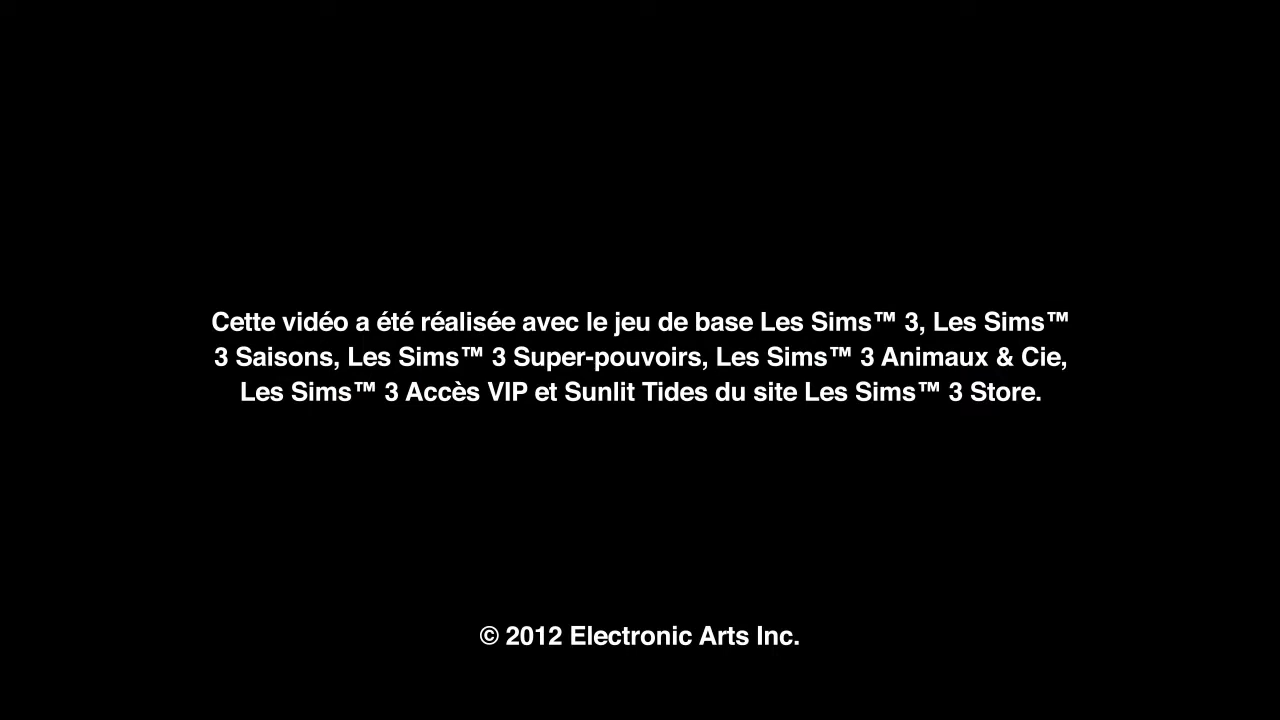 Cette vidéo a été réalisée avec le jeu de base Les Sims™ 3, Les Sims™
3 Saisons, Les Sims™ 3 Super-pouvoirs, Les Sims™ 3 Animaux & Cie,
Les Sims™ 3 Accès VIP et Sunlit Tides du site Les Sims™ 3 Store.
© 2012 Electronic Arts Inc.